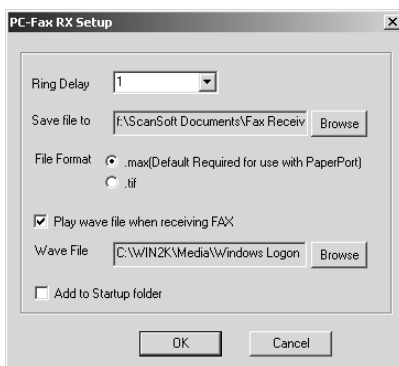 PC-Fax RX Setup
Ring Delay 1
Save file to f:\ScanSoft Documents\Fax Receiv Browse
File Format .max(Default Required for use with PaperPort)
.tif
Play wave file when receiving FAX
Wave File C:\WIN2K\Media\Windows Logon Browse
Add to Startup folder
OK Cancel